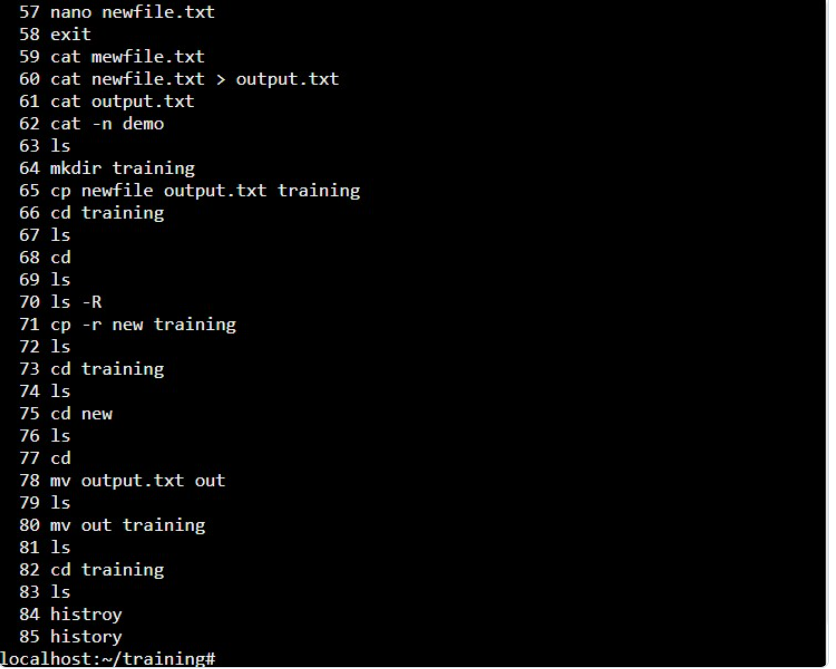 57 nano newfile.txt
58 exit
59 cat mewfile.txt
60 cat newfile.txt > output.txt
61 cat output.txt
62 cat -n demo
63 ls
64 mkdir training
65 cp newfile output.txt training
66 cd training
67 ls
68 cd
69 ls
70 ls -R
71 cp -r new training
72 ls
73 cd training
74 ls
75 cd new
76 ls
77 cd
78 mv output.txt out
79 ls
80 mv out training
81 ls
82 cd training
83 ls
84 histroy
85 history
localhost:~/training#